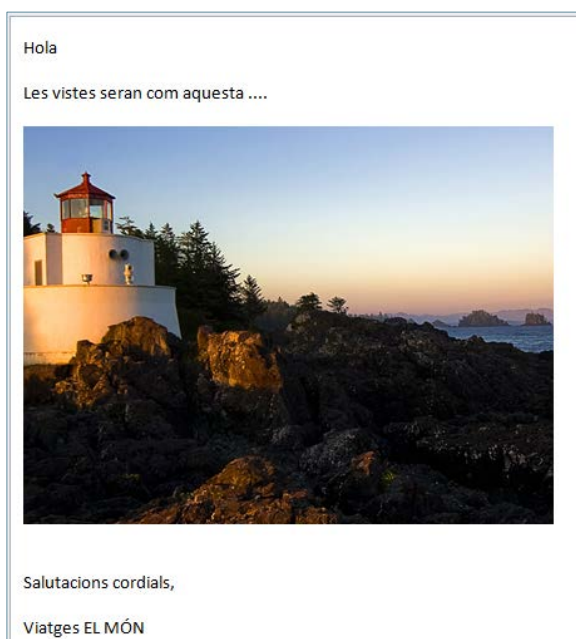 Hola
Les vistes seran com aquesta ....
Salutacions cordials,
Viatges EL MÓN